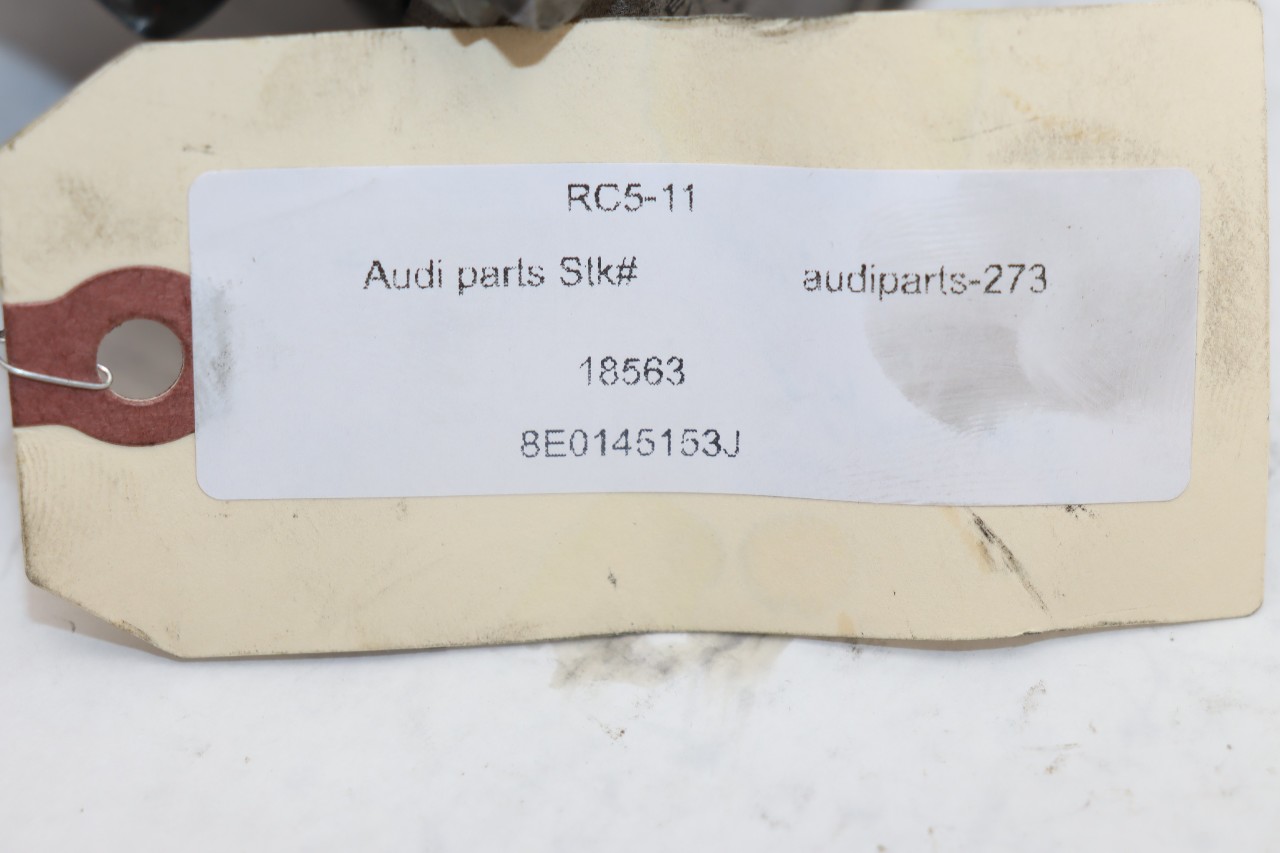 RC5-11
Audi parts Stk# audiparts-273
18563
8E0145153J